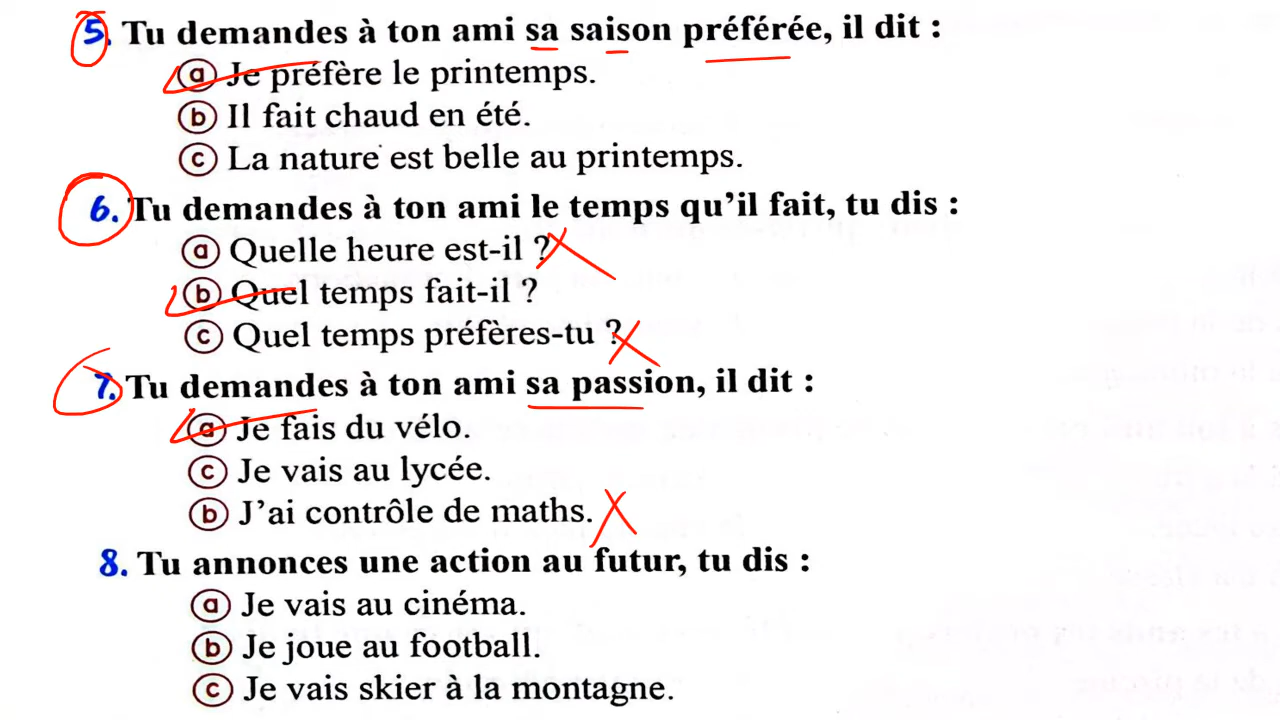 5. Tu demandes à ton ami sa saison préférée, il dit :
a Je préfère le printemps.
b Il fait chaud en été.
c La nature est belle au printemps.
6. Tu demandes à ton ami le temps qu'il fait, tu dis :
a Quelle heure est-il ?
b Quel temps fait-il ?
c Quel temps préfères-tu ?
7. Tu demandes à ton ami sa passion, il dit :
a Je fais du vélo.
c Je vais au lycée.
b J'ai contrôle de maths.
8. Tu annonces une action au futur, tu dis :
a Je vais au cinéma.
b Je joue au football.
c Je vais skier à la montagne.